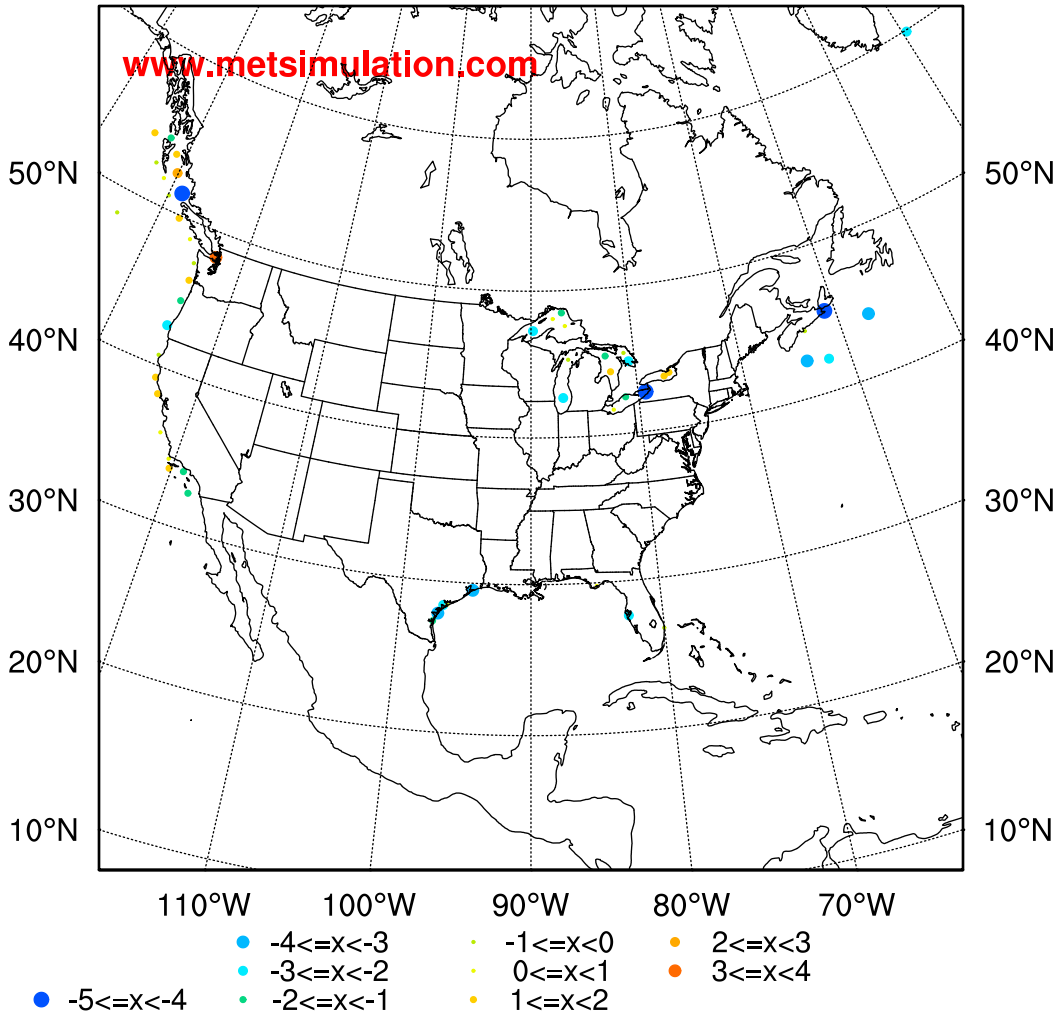 www.metsimulation.com
50°N 50°N
40°N 40°N
30°N 30°N
20°N 20°N
10°N 10°N
110°W 100°W 90°W 80°W 70°W
-4<=x<-3 -1<=x<0 2<=x<3
-3<=x<-2 0<=x<1 3<=x<4
-5<=x<-4 -2<=x<-1 1<=x<2